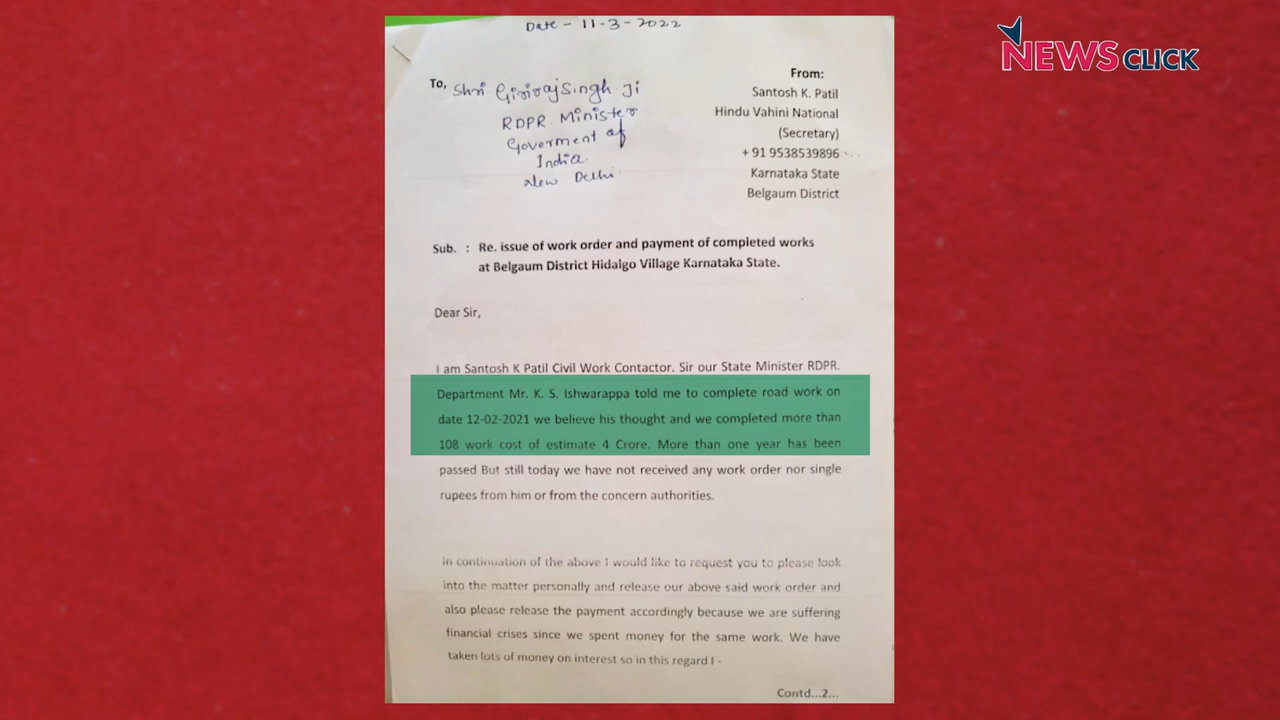 NEWS CLICK
Date - 11-3-2022
To, Shri. GirirajSingh Ji
RDPR Minister
Goverment of
India.
New Delhi.
From:
Santosh K. Patil
Hindu Vahini National
(Secretary)
+ 91 9538539896
Karnataka State
Belgaum District
Sub. : Re. issue of work order and payment of completed works
at Belgaum District Hidalgo Village Karnataka State.
Dear Sir,
I am Santosh K Patil Civil Work Contactor. Sir our State Minister RDPR.
Department Mr. K. S. Ishwarappa told me to complete road work on
date 12-02-2021 we believe his thought and we completed more than
108 work cost of estimate 4 Crore. More than one year has been
passed But still today we have not received any work order nor single
rupees from him or from the concern authorities.
In continuation of the above I would like to request you to please look
into the matter personally and release our above said work order and
also please release the payment accordingly because we are suffering
financial crises since we spent money for the same work. We have
taken lots of money on interest so in this regard I -
Contd...2...